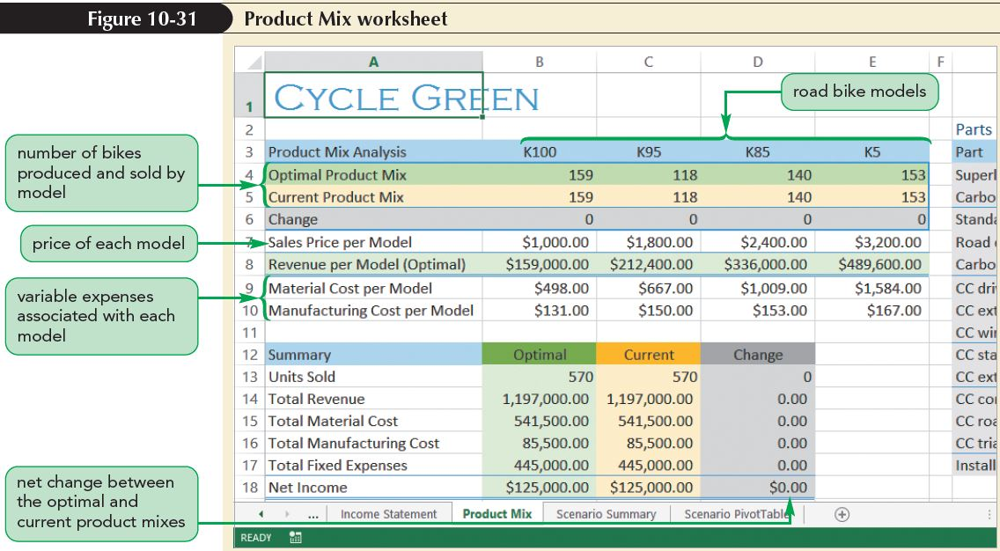 Figure 10-31 Product Mix worksheet
A B C D E F
road bike models
1 CYCLE GREEN
2 Parts
number of bikes
produced and sold by
model
3 Product Mix Analysis K100 K95 K85 K5 Part
4 Optimal Product Mix 159 118 140 153 Superl
5 Current Product Mix 159 118 140 153 Carbo
6 Change 0 0 0 0 Standa
price of each model
7 Sales Price per Model $1,000.00 $1,800.00 $2,400.00 $3,200.00 Road
8 Revenue per Model (Optimal) $159,000.00 $212,400.00 $336,000.00 $489,600.00 Carbo
variable expenses
associated with each
model
9 Material Cost per Model $498.00 $667.00 $1,009.00 $1,584.00 CC dri
10 Manufacturing Cost per Model $131.00 $150.00 $153.00 $167.00 CC ext
11 CC win
12 Summary Optimal Current Change CC sta
13 Units Sold 570 570 0 CC ext
14 Total Revenue 1,197,000.00 1,197,000.00 0.00 CC co
15 Total Material Cost 541,500.00 541,500.00 0.00 CC roa
16 Total Manufacturing Cost 85,500.00 85,500.00 0.00 CC tria
17 Total Fixed Expenses 445,000.00 445,000.00 0.00 Install
18 Net Income $125,000.00 $125,000.00 $0.00
net change between
the optimal and
current product mixes
... Income Statement Product Mix Scenario Summary Scenario PivotTable
READY